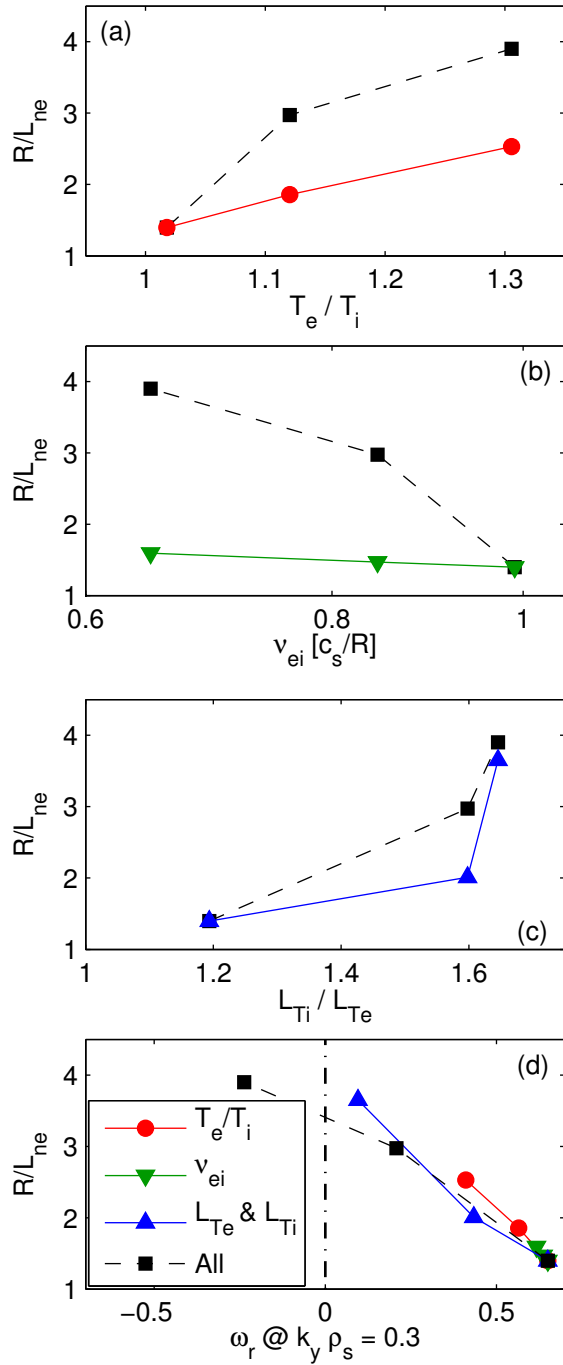 (a)
4
3
2
1
R/L_ne
1 1.1 1.2 1.3
T_e / T_i
(b)
4
3
2
1
R/L_ne
0.6 0.8 1
ν_ei [c_s/R]
4
3
2
1
R/L_ne
(c)
1 1.2 1.4 1.6
L_Ti / L_Te
(d)
4
3
2
1
R/L_ne
T_e/T_i
ν_ei
L_Te & L_Ti
All
−0.5 0 0.5
ω_r @ k_y ρ_s = 0.3